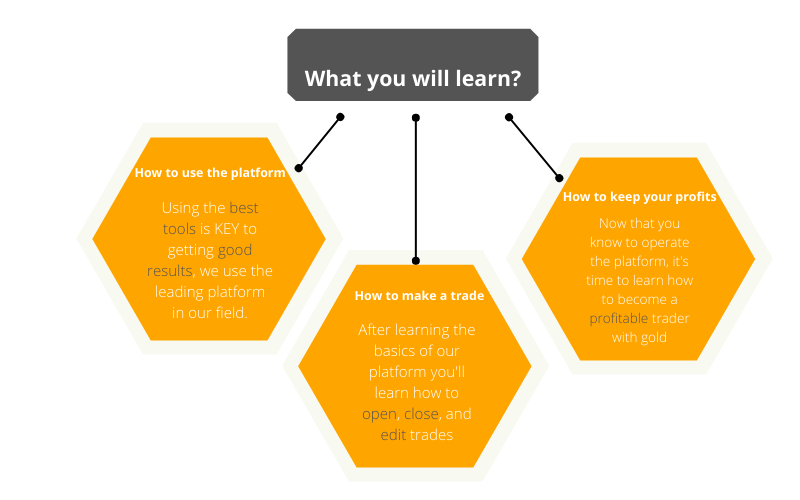 What you will learn?
How to use the platform
Using the best
tools is KEY to
getting good
results, we use the
leading platform
in our field.
How to make a trade
After learning the
basics of our
platform you'll
learn how to
open, close, and
edit trades
How to keep your profits
Now that you
know to operate
the platform, it's
time to learn how
to become a
profitable trader
with gold